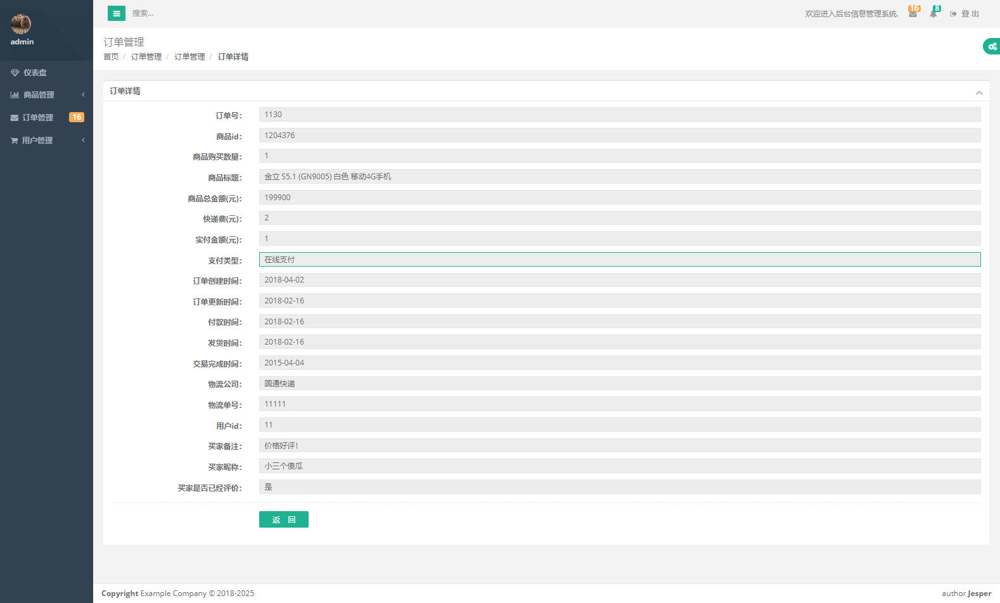 admin
仪表盘
商品管理
订单管理 16
用户管理
搜索...
欢迎进入后台信息管理系统. 16 8 登 出
订单管理
首页 / 订单管理 / 订单管理 / 订单详情
订单详情
订单号: 1130
商品id: 1204376
商品购买数量: 1
商品标题: 金立 S5.1 (GN9005) 白色 移动4G手机
商品总金额(元): 199900
快递费(元): 2
实付金额(元): 1
支付类型: 在线支付
订单创建时间: 2018-04-02
订单更新时间: 2018-02-16
付款时间: 2018-02-16
发货时间: 2018-02-16
交易完成时间: 2015-04-04
物流公司: 圆通快递
物流单号: 11111
用户id: 11
买家备注: 价格好评!
买家昵称: 小三个傻瓜
买家是否已经评价: 是
返 回
Copyright Example Company © 2018-2025
author Jesper